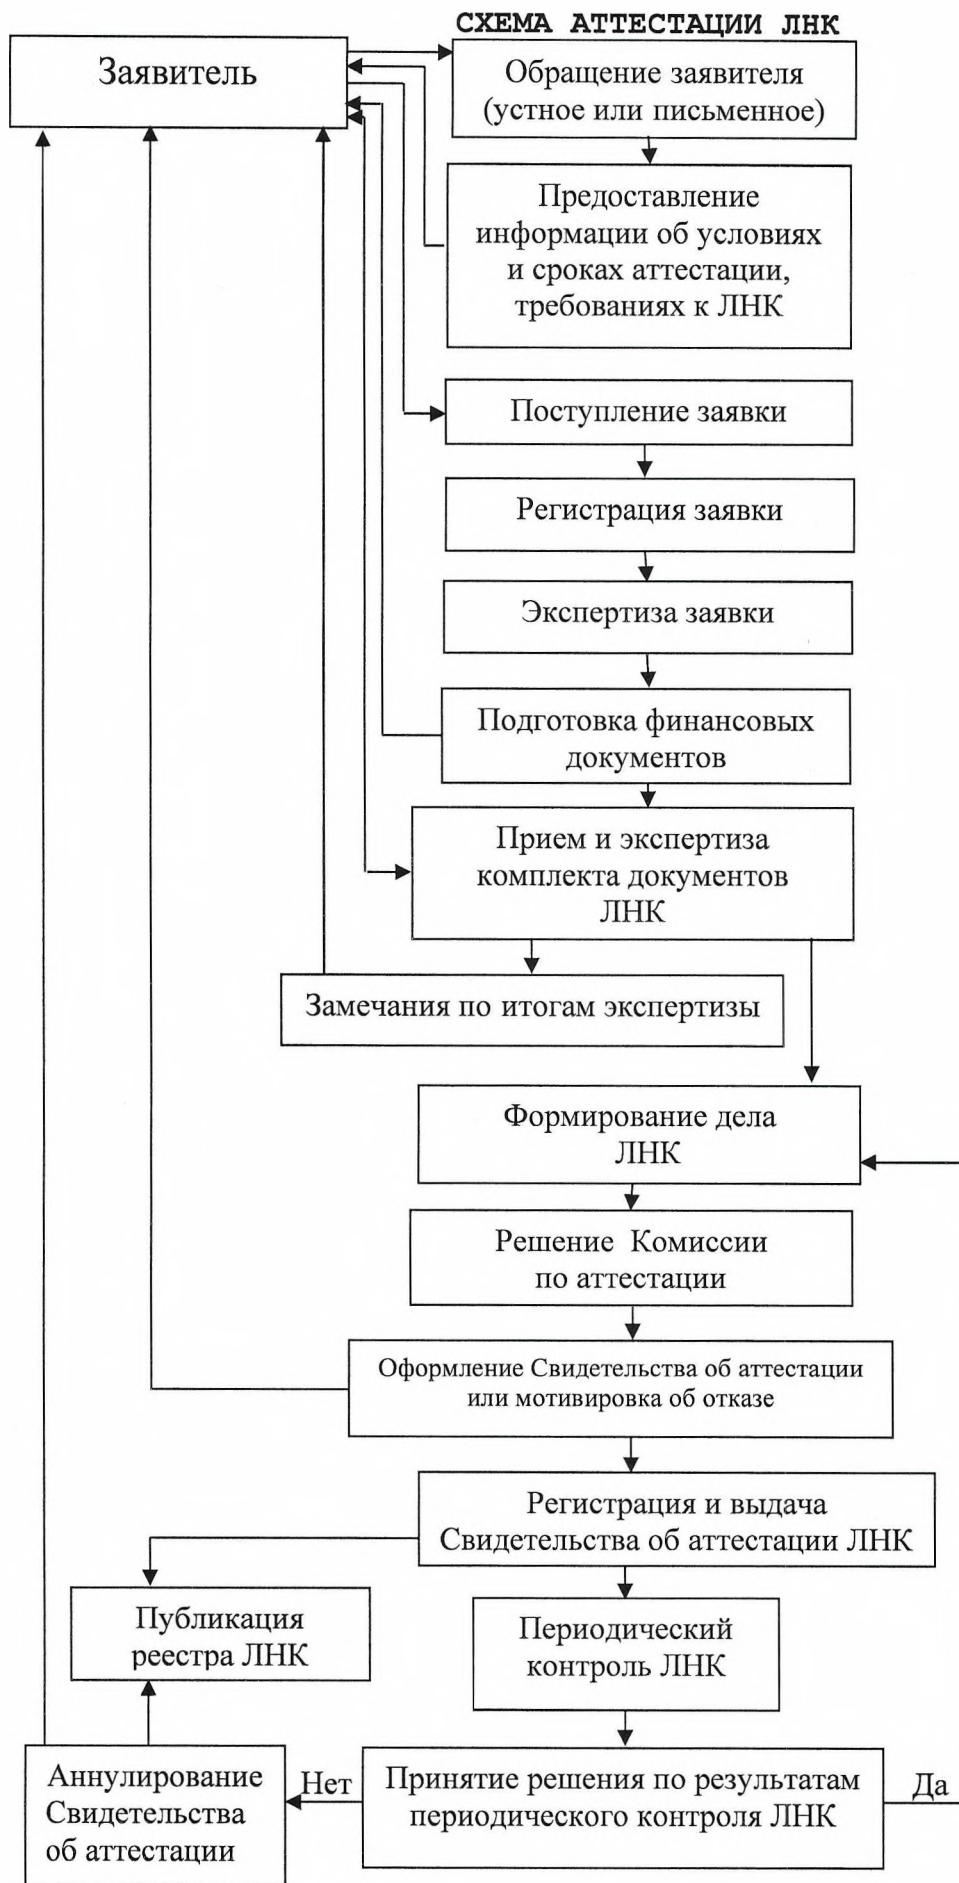 СХЕМА АТТЕСТАЦИИ ЛНК
Заявитель
Обращение заявителя
(устное или письменное)
Предоставление
информации об условиях
и сроках аттестации,
требованиях к ЛНК
Поступление заявки
Регистрация заявки
Экспертиза заявки
Подготовка финансовых
документов
Прием и экспертиза
комплекта документов
ЛНК
Замечания по итогам экспертизы
Формирование дела
ЛНК
Решение Комиссии
по аттестации
Оформление Свидетельства об аттестации
или мотивировка об отказе
Регистрация и выдача
Свидетельства об аттестации ЛНК
Публикация
реестра ЛНК
Периодический
контроль ЛНК
Аннулирование
Свидетельства
об аттестации
Нет
Принятие решения по результатам
периодического контроля ЛНК
Да